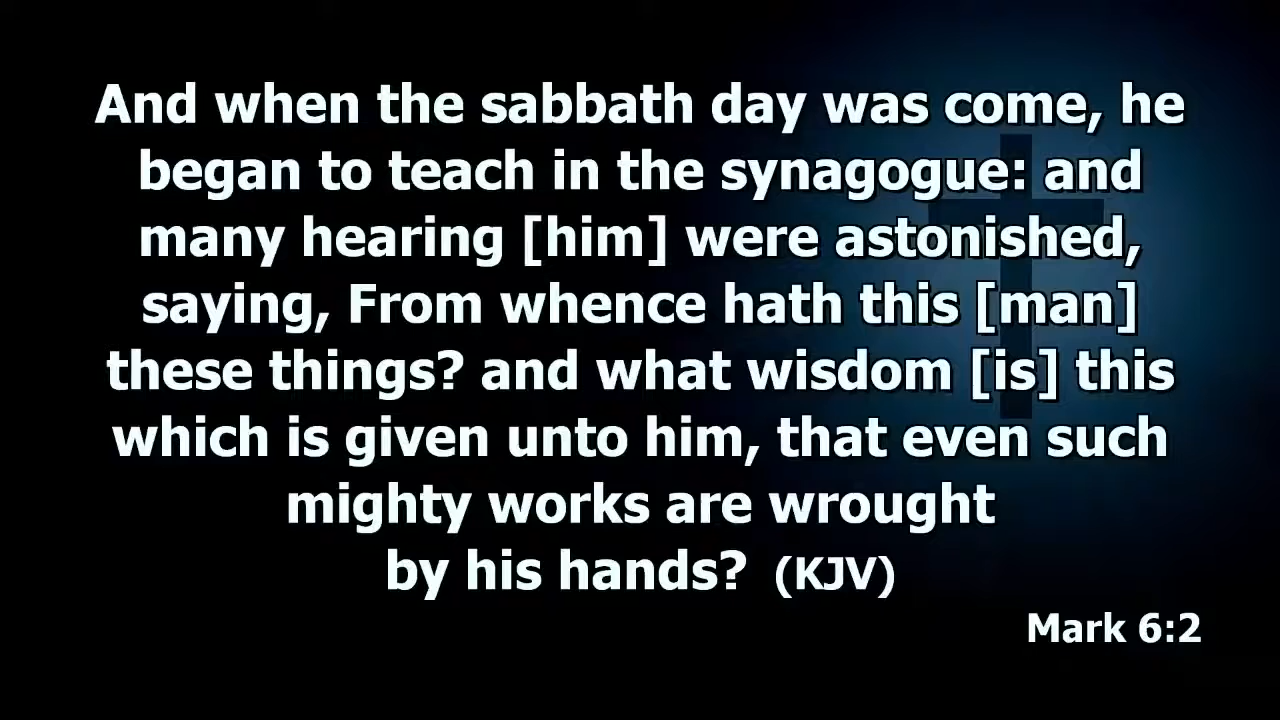 And when the sabbath day was come, he
began to teach in the synagogue: and
many hearing [him] were astonished,
saying, From whence hath this [man]
these things? and what wisdom [is] this
which is given unto him, that even such
mighty works are wrought
by his hands? (KJV)
Mark 6:2